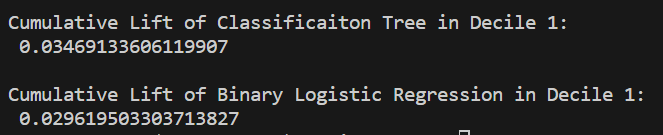 Cumulative Lift of Classificaiton Tree in Decile 1:
0.03469133606119907
Cumulative Lift of Binary Logistic Regression in Decile 1:
0.029619503303713827